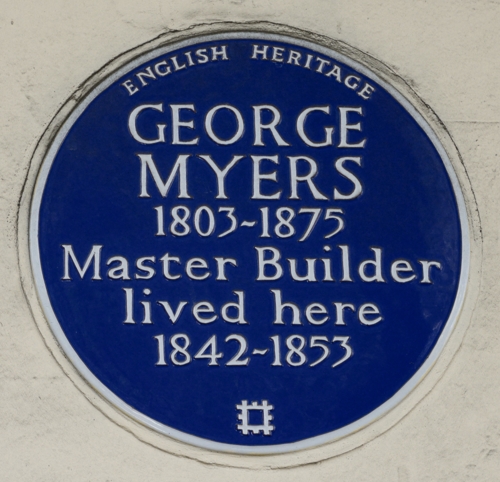 ENGLISH HERITAGE
GEORGE
MYERS
1803-1875
Master Builder
lived here
1842-1853